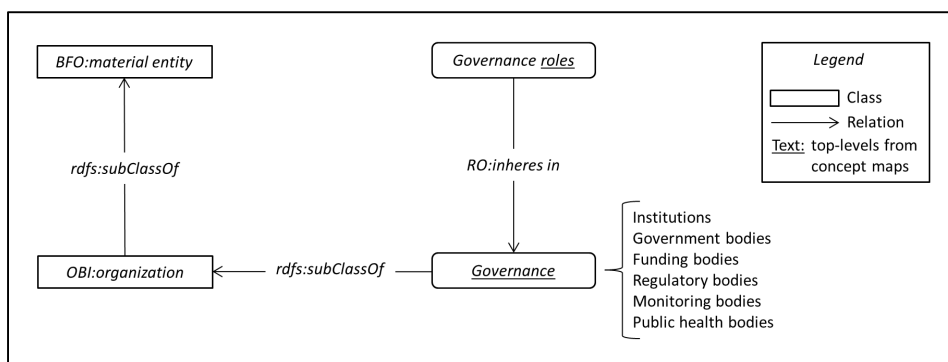 BFO:material entity
Governance roles
Legend
Class
Relation
Text: top-levels from
concept maps
rdfs:subClassOf
RO:inheres in
OBI:organization
rdfs:subClassOf
Governance
Institutions
Government bodies
Funding bodies
Regulatory bodies
Monitoring bodies
Public health bodies